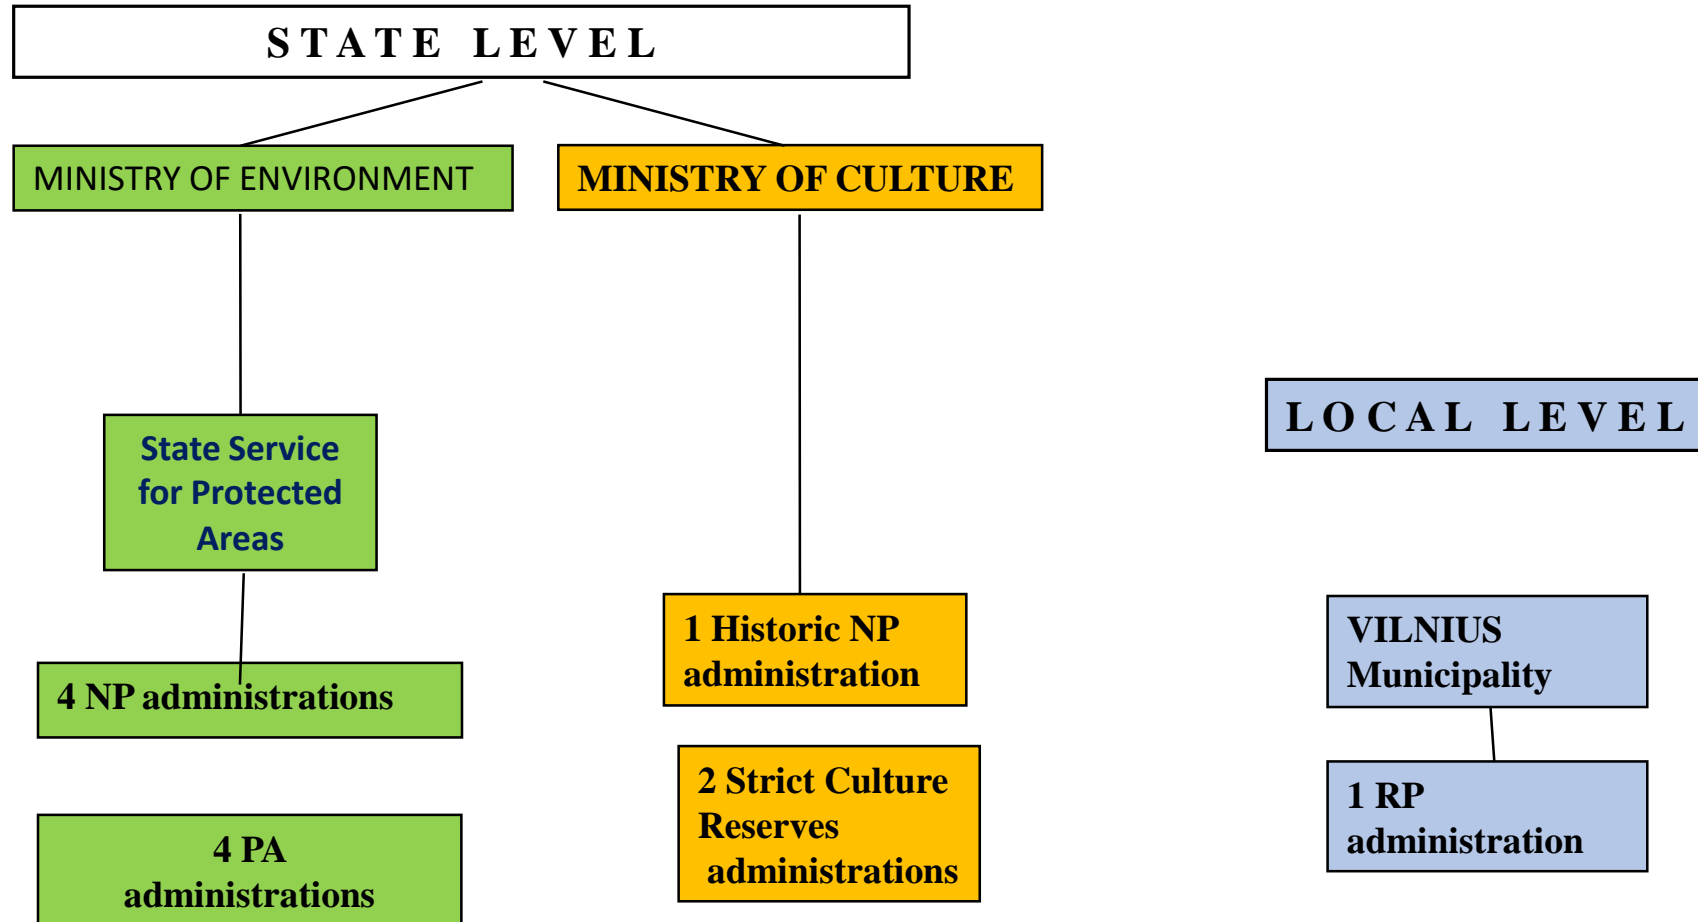 STATE LEVEL
MINISTRY OF ENVIRONMENT
MINISTRY OF CULTURE
State Service
for Protected
Areas
LOCAL LEVEL
4 NP administrations
4 PA
administrations
1 Historic NP
administration
2 Strict Culture
Reserves
administrations
VILNIUS
Municipality
1 RP
administration